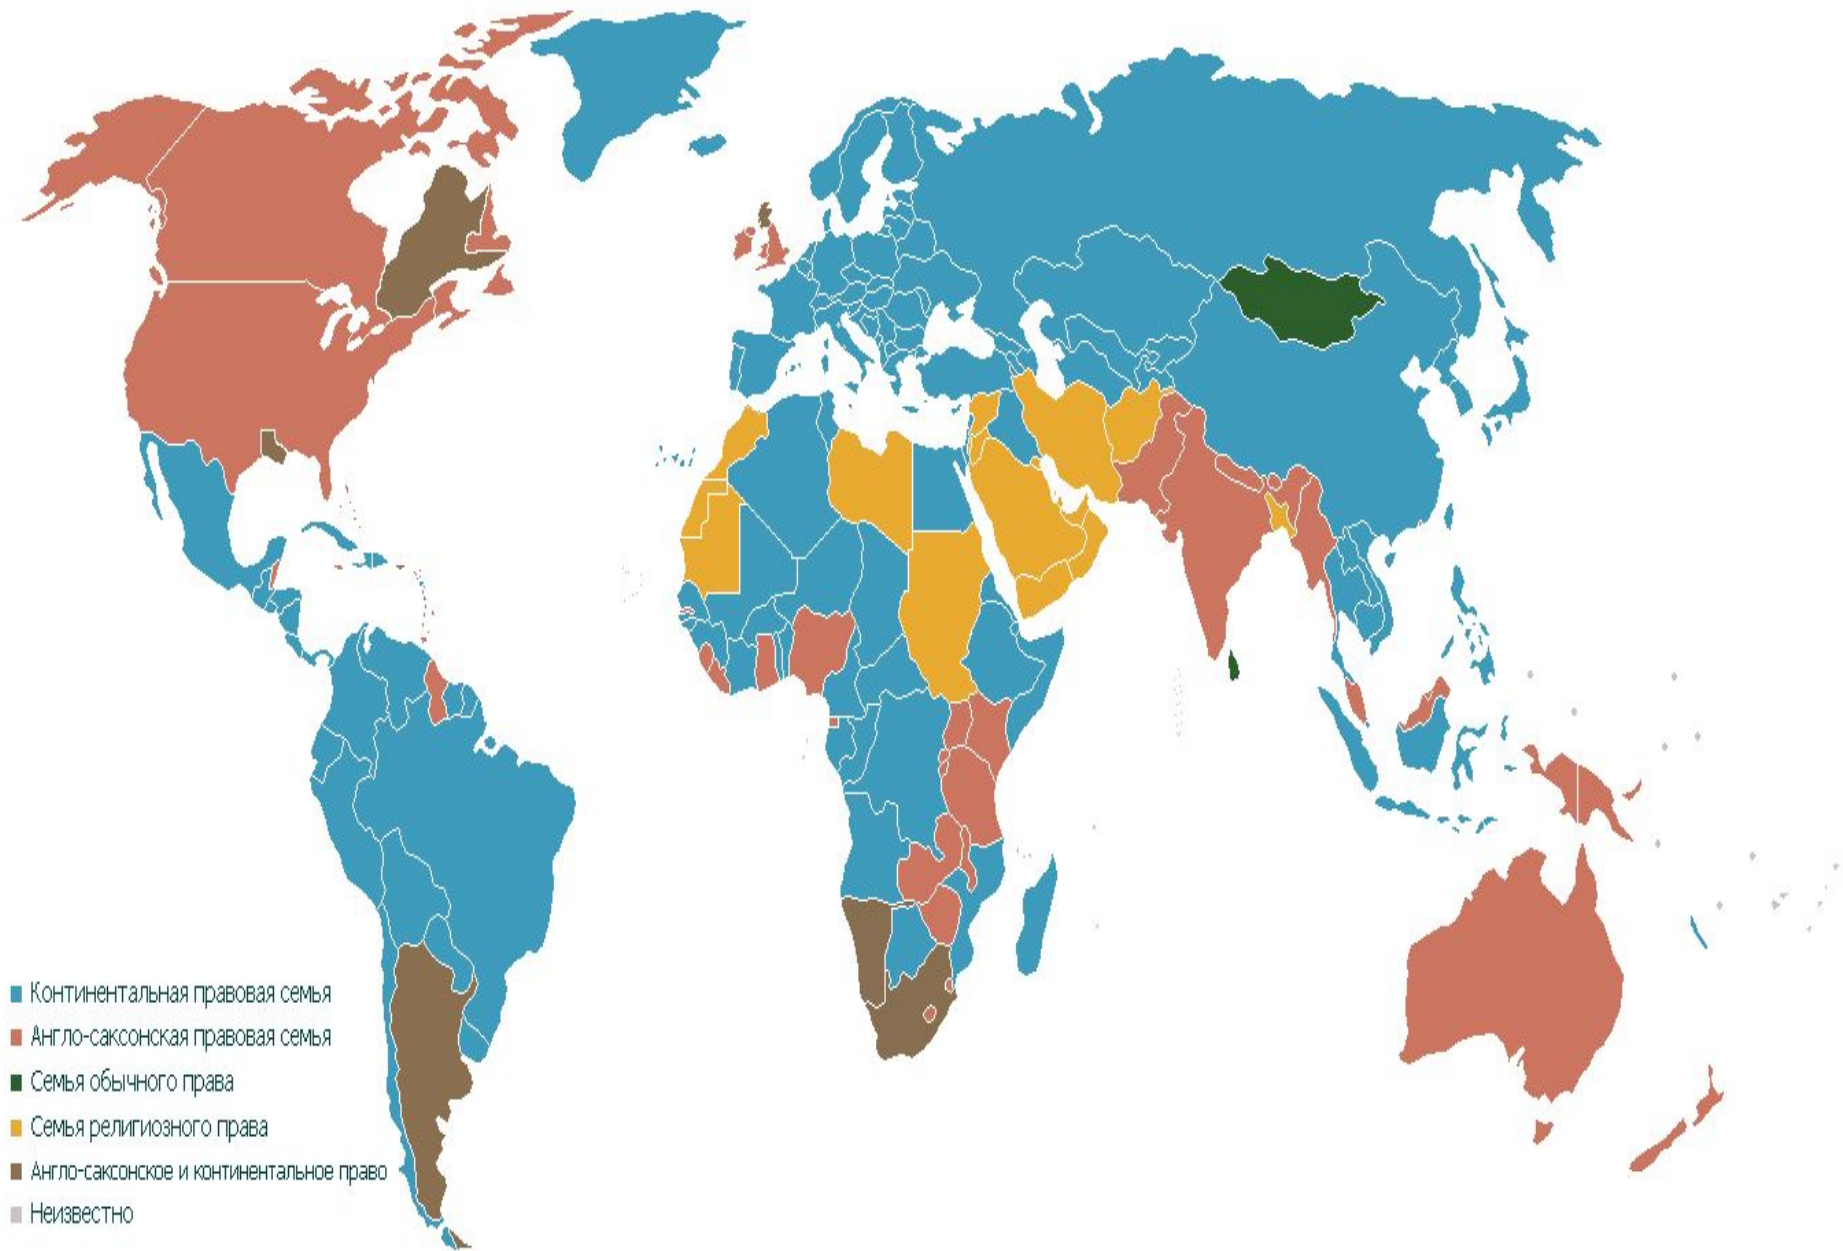 Континентальная правовая семья
Англо-саксонская правовая семья
Семья обычного права
Семья религиозного права
Англо-саксонское и континентальное право
Неизвестно